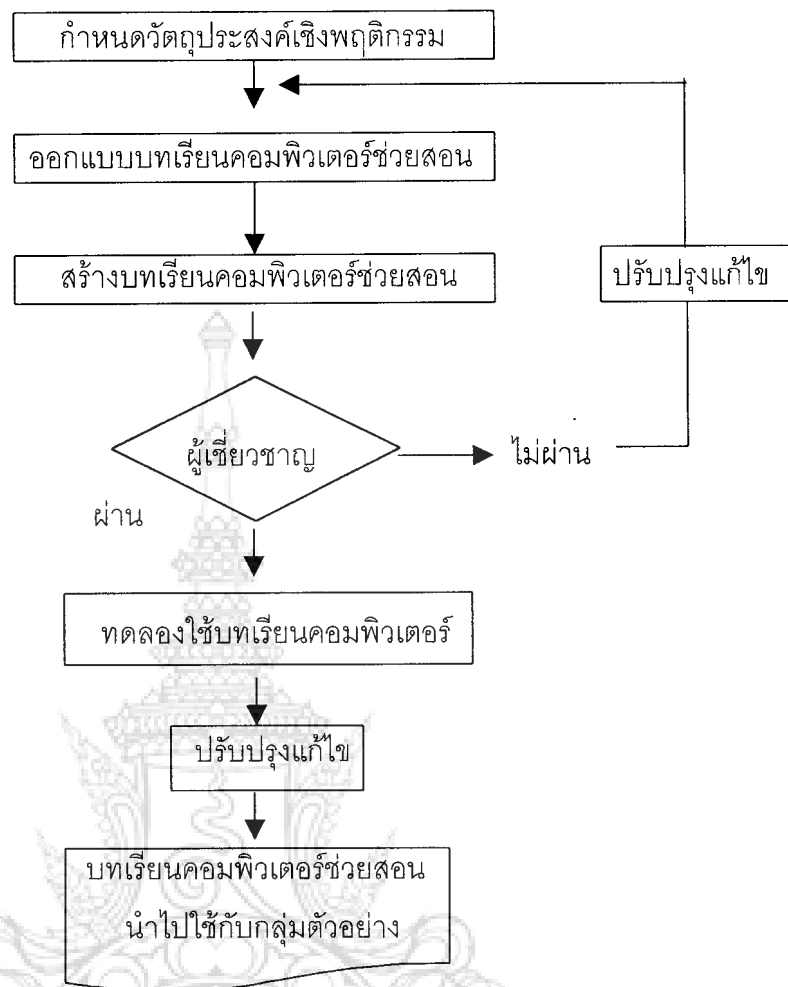 กำหนดวัตถุประสงค์เชิงพฤติกรรม
ออกแบบบทเรียนคอมพิวเตอร์ช่วยสอน
สร้างบทเรียนคอมพิวเตอร์ช่วยสอน
ปรับปรุงแก้ไข
ผู้เชี่ยวชาญ
ไม่ผ่าน
ผ่าน
ทดลองใช้บทเรียนคอมพิวเตอร์
ปรับปรุงแก้ไข
บทเรียนคอมพิวเตอร์ช่วยสอน
นำไปใช้กับกลุ่มตัวอย่าง